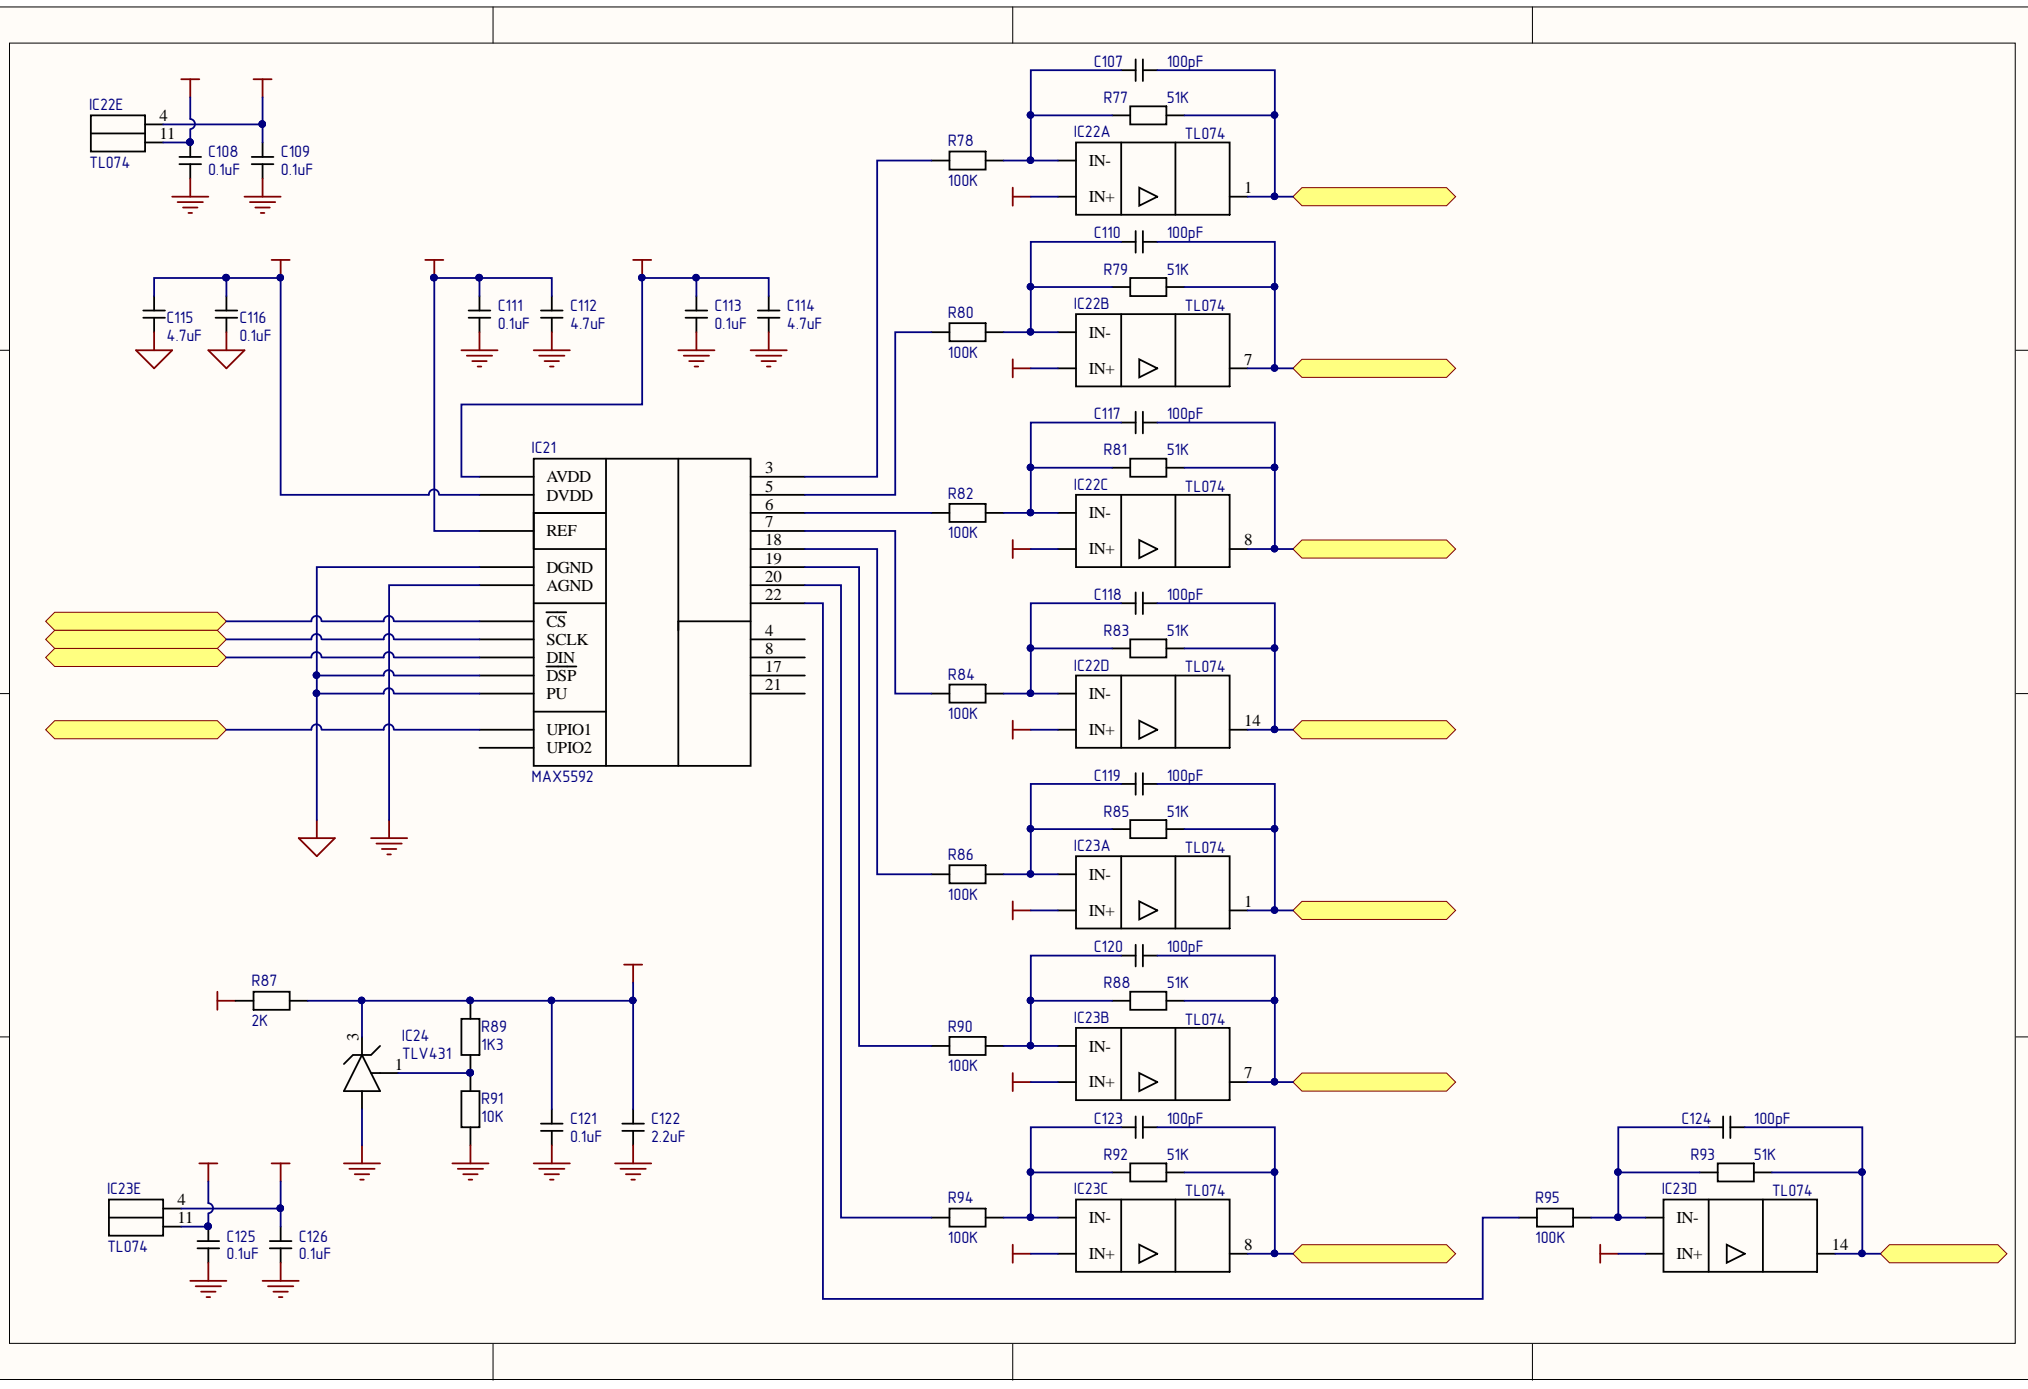 IC22E
4
11
TL074
C108
0.1uF
C109
0.1uF
C115
4.7uF
C116
0.1uF
C111
0.1uF
C112
4.7uF
C113
0.1uF
C114
4.7uF
IC21
AVDD
DVDD
REF
DGND
AGND
CS
SCLK
DIN
DSP
PU
UPIO1
UPIO2
MAX5592
3
5
6
7
18
19
20
22
4
8
17
21
C107 100pF
R77 51K
IC22A TL074
R78
100K
IN-
IN+
1
C110 100pF
R79 51K
IC22B TL074
R80
100K
IN-
IN+
7
C117 100pF
R81 51K
IC22C TL074
R82
100K
IN-
IN+
8
C118 100pF
R83 51K
IC22D TL074
R84
100K
IN-
IN+
14
C119 100pF
R85 51K
IC23A TL074
R86
100K
IN-
IN+
1
C120 100pF
R88 51K
IC23B TL074
R90
100K
IN-
IN+
7
C123 100pF
R92 51K
IC23C TL074
R94
100K
IN-
IN+
8
C124 100pF
R93 51K
IC23D TL074
R95
100K
IN-
IN+
14
R87
2K
3
IC24
TLV431
1
R89
1K3
R91
10K
C121
0.1uF
C122
2.2uF
IC23E
4
11
TL074
C125
0.1uF
C126
0.1uF